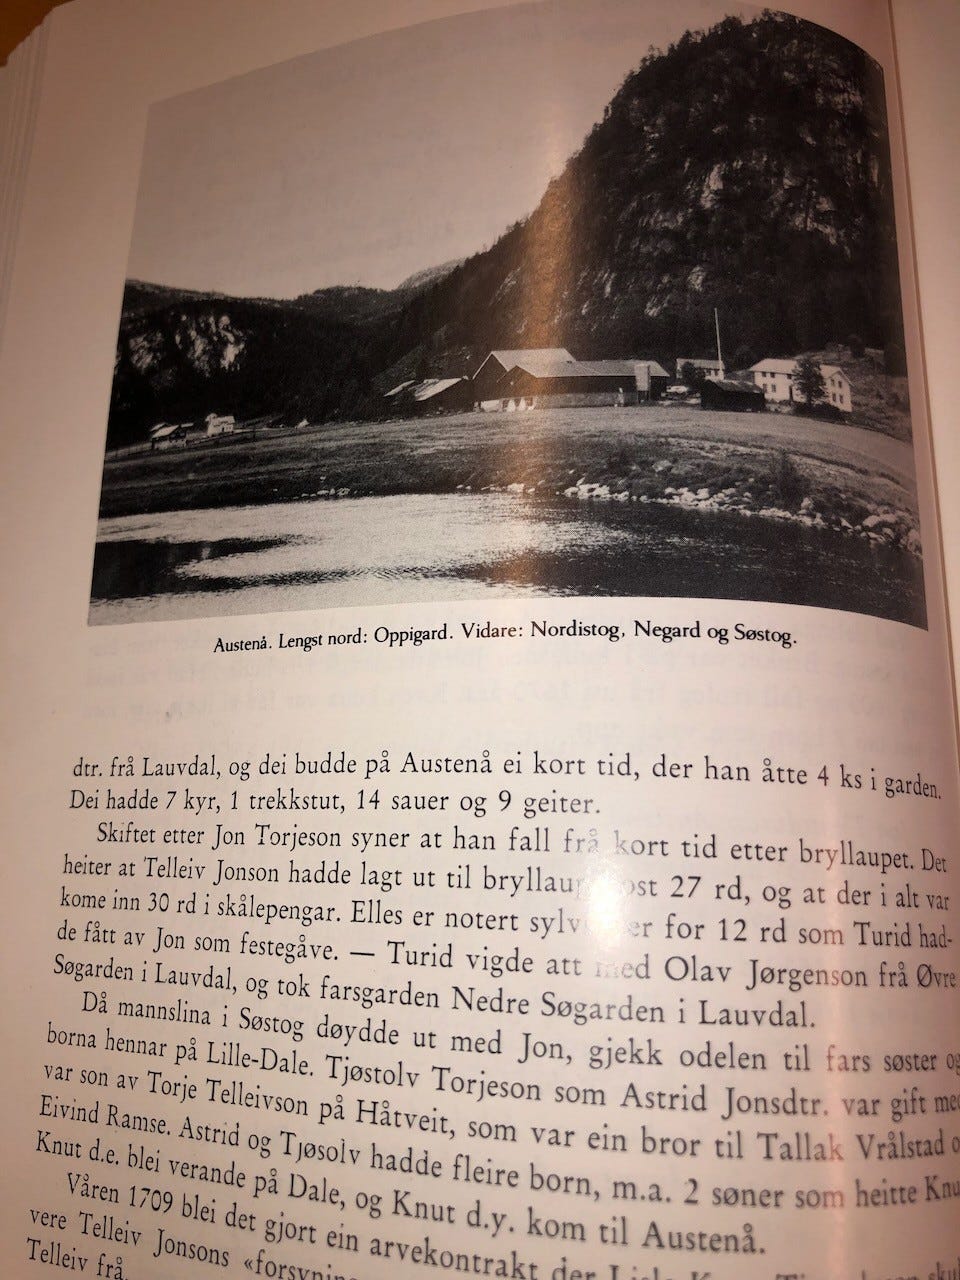 Austenå. Lengst nord: Oppigard. Vidare: Nordistog, Negard og Søstog.
dtr. frå Lauvdal, og dei budde på Austenå ei kort tid, der han åtte 4 ks i garden.
Dei hadde 7 kyr, 1 trekkstut, 14 sauer og 9 geiter.
Skiftet etter Jon Torjeson syner at han fall frå kort tid etter bryllaupet. Det
heiter at Telleiv Jonson hadde lagt ut til 27 rd, og at der i alt var
kome inn 30 rd i skålepengar. Elles er notert for 12 rd som Turid had-
de fått av Jon som festegåve. — Turid vigde att med Olav Jørgenson frå Øvre
Søgarden i Lauvdal, og tok farsgarden Nedre Søgarden i Lauvdal.
Då mannslina i Søstog døydde ut med Jon, gjekk odelen til fars søster og
borna hennar på Lille-Dale. Tjøstolv Torjeson som Astrid Jonsdtr. var gift med
var son av Torje Telleivson på Håtveit, som var ein bror til Tallak Vrålstad
Eivind Ramse. Astrid og Tjøsolv hadde fleire born, m.a. 2 søner som heitte
Knut d.e. blei verande på Dale, og Knut d.y. kom til Austenå.
Våren 1709 blei det gjort ein arvekontrakt der
vere Telleiv Jonsons
Telleiv frå.